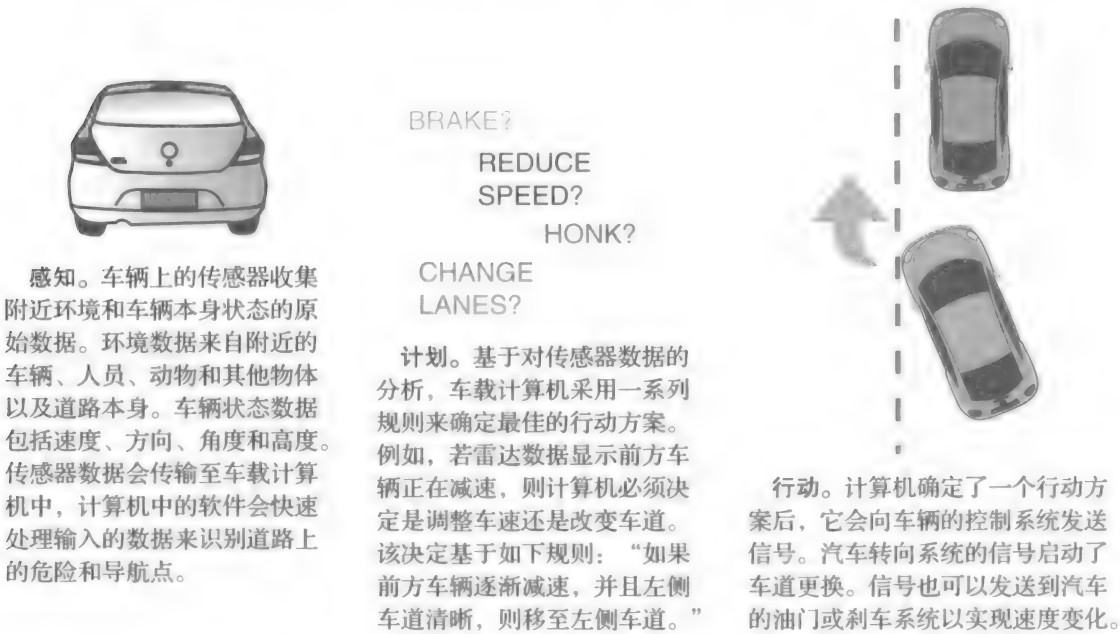 感知。车辆上的传感器收集
附近环境和车辆本身状态的原
始数据。环境数据来自附近的
车辆、人员、动物和其他物体
以及道路本身。车辆状态数据
包括速度、方向、角度和高度。
传感器数据会传输至车载计算
机中，计算机中的软件会快速
处理输入的数据来识别道路上
的危险和导航点。
BRAKE?
REDUCE
SPEED?
HONK?
CHANGE
LANES?
计划。基于对传感器数据的
分析，车载计算机采用一系列
规则来确定最佳的行动方案。
例如，若雷达数据显示前方车
辆正在减速，则计算机必须决
定是调整车速还是改变车道。
该决定基于如下规则：“如果
前方车辆逐渐减速，并且左侧
车道清晰，则移至左侧车道。”
行动。计算机确定了一个行动方
案后，它会向车辆的控制系统发送
信号。汽车转向系统的信号启动了
车道更换。信号也可以发送到汽车
的油门或刹车系统以实现速度变化。